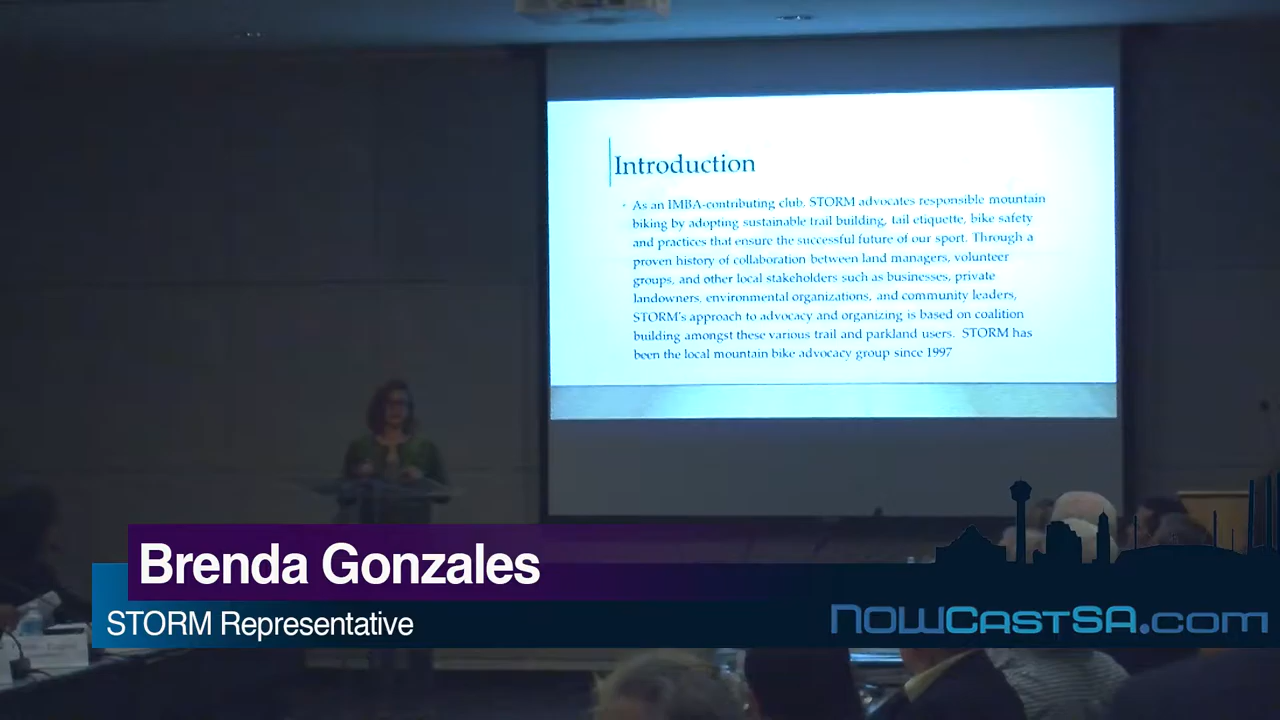 Introduction
As an IMBA-contributing club, STORM advocates responsible mountain
biking by adopting sustainable trail building, tail etiquette, bike safety
and practices that ensure the successful future of our sport. Through a
proven history of collaboration between land managers, volunteer
groups, and other local stakeholders such as businesses, private
landowners, environmental organizations, and community leaders,
STORM's approach to advocacy and organizing is based on coalition
building amongst these various trail and parkland users. STORM has
been the local mountain bike advocacy group since 1997
Brenda Gonzales
STORM Representative
NOWCASTSA.com